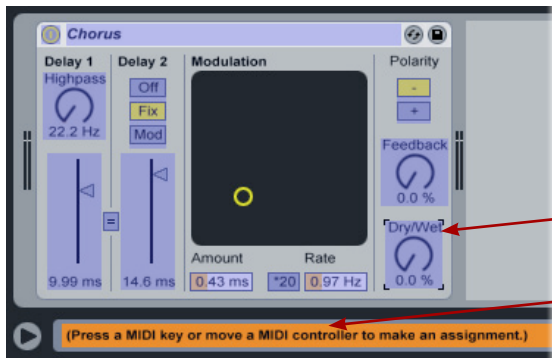 Chorus
Delay 1
Delay 2
Modulation
Polarity
Highpass
22.2 Hz
Off
Fix
Mod
-
+
Feedback
0.0 %
=
Dry/Wet
0.0 %
9.99 ms
14.6 ms
Amount
Rate
0.43 ms
*20
0.97 Hz
(Press a MIDI key or move a MIDI controller to make an assignment.)